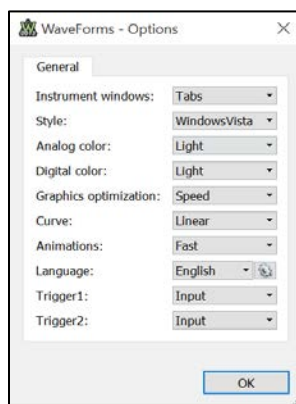 WaveForms - Options
General
Instrument windows: Tabs
Style: WindowsVista
Analog color: Light
Digital color: Light
Graphics optimization: Speed
Curve: Linear
Animations: Fast
Language: English
Trigger1: Input
Trigger2: Input
OK